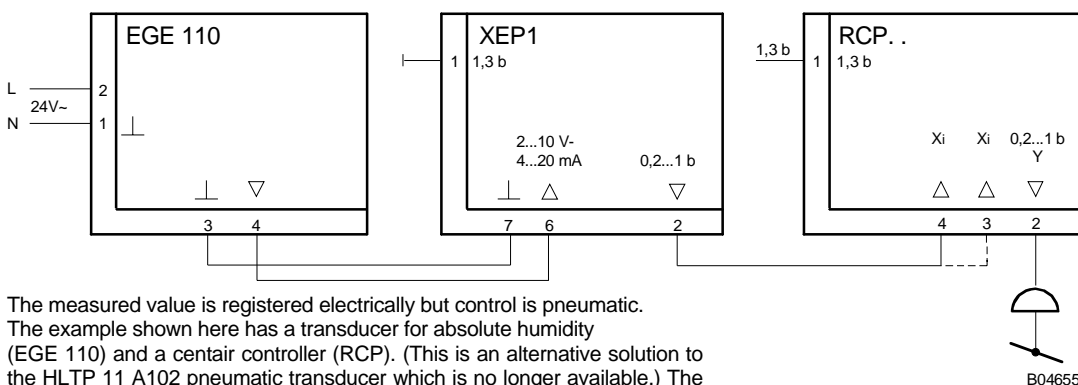 EGE 110
XEP1
RCP. .
1 1,3 b
1,3 b
1 1,3 b
L
2
24V~
N
1
2...10 V-
4...20 mA
0,2...1 b
Xi Xi 0,2...1 b
Y
3 4
7 6 2
4 3 2
The measured value is registered electrically but control is pneumatic.
The example shown here has a transducer for absolute humidity
(EGE 110) and a centair controller (RCP). (This is an alternative solution to
the HLTP 11 A102 pneumatic transducer which is no longer available.) The
B04655